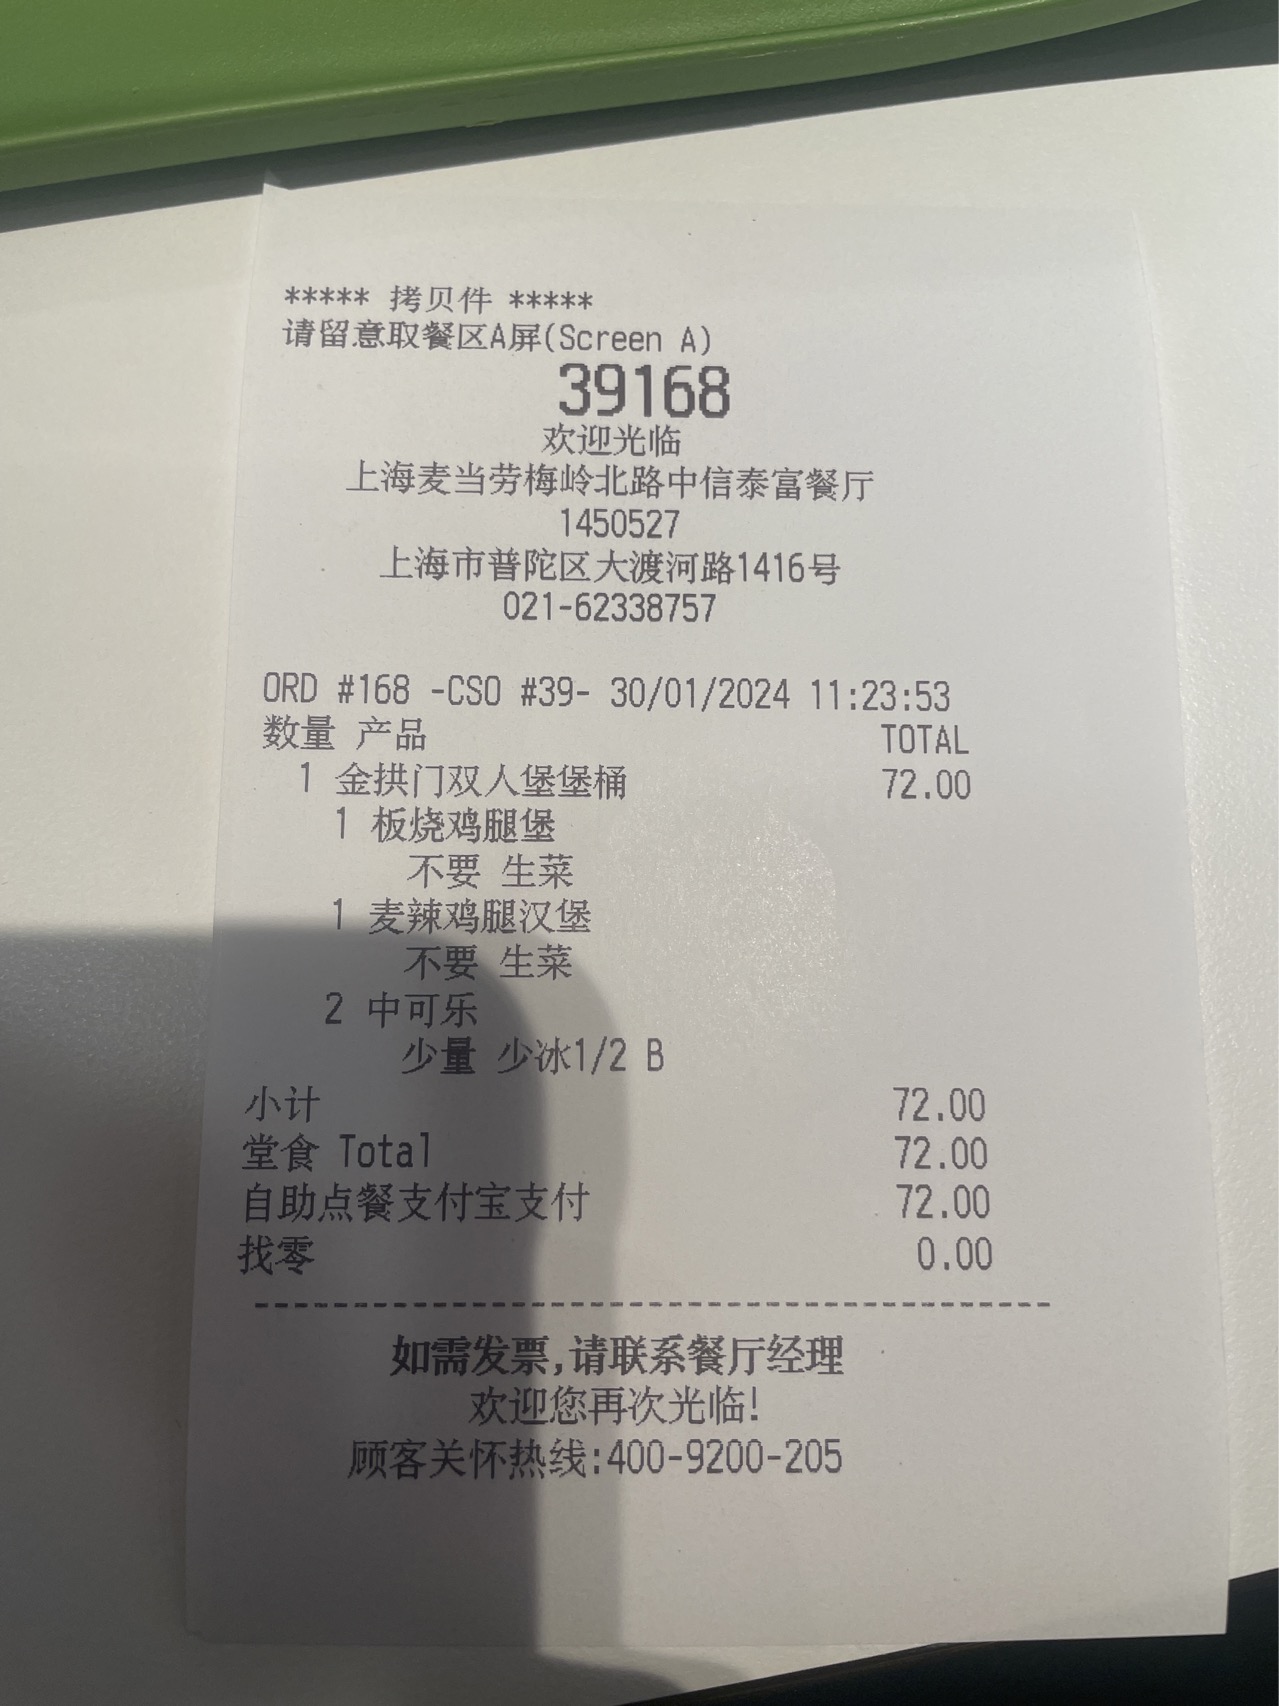 ***** 拷贝件 *****
请留意取餐区A屏(Screen A)
39168
欢迎光临
上海麦当劳梅岭北路中信泰富餐厅
1450527
上海市普陀区大渡河路1416号
021-62338757
ORD #168 -CSO #39- 30/01/2024 11:23:53
数量 产品 TOTAL
1 金拱门双人堡堡桶 72.00
1 板烧鸡腿堡
不要 生菜
1 麦辣鸡腿汉堡
不要 生菜
2 中可乐
少量 少冰1/2 B
小计 72.00
堂食 Total 72.00
自助点餐支付宝支付 72.00
找零 0.00
--------------------------------------------
如需发票,请联系餐厅经理
欢迎您再次光临!
顾客关怀热线:400-9200-205